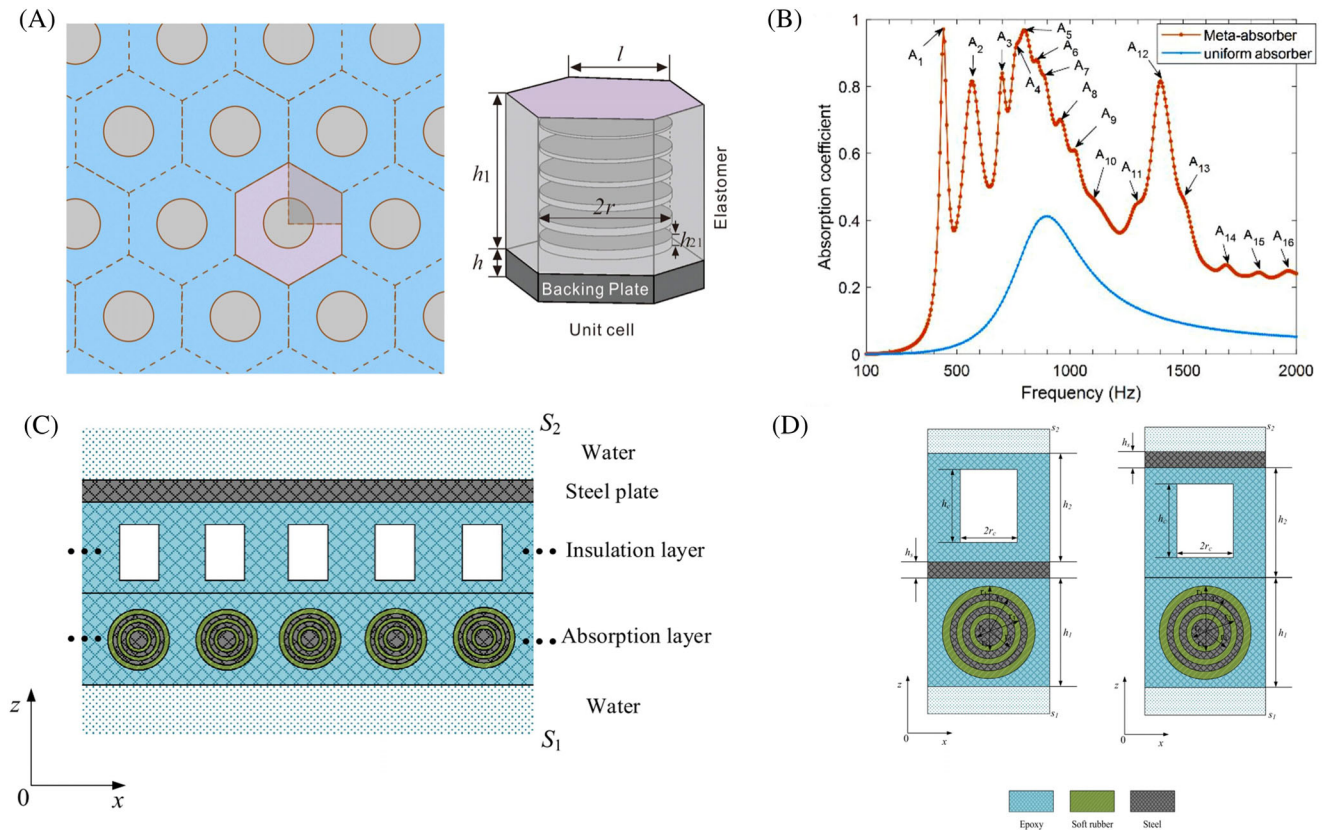 (A)
l
h1
2r
h21
h
Elastomer
Backing Plate
Unit cell
(B)
Absorption coefficient
1
0.8
0.6
0.4
0.2
0
100
500
1000
1500
2000
Frequency (Hz)
Meta-absorber
uniform absorber
A1
A2
A3
A4
A5
A6
A7
A8
A9
A10
A11
A12
A13
A14
A15
A16
(C)
S2
Water
Steel plate
Insulation layer
Absorption layer
Water
S1
z
0
x
(D)
s2
hc
2rc
h2
hs
h1
s1
z
0
x
s2
hs
hc
2rc
h2
h1
s1
z
0
x
Epoxy
Soft rubber
Steel